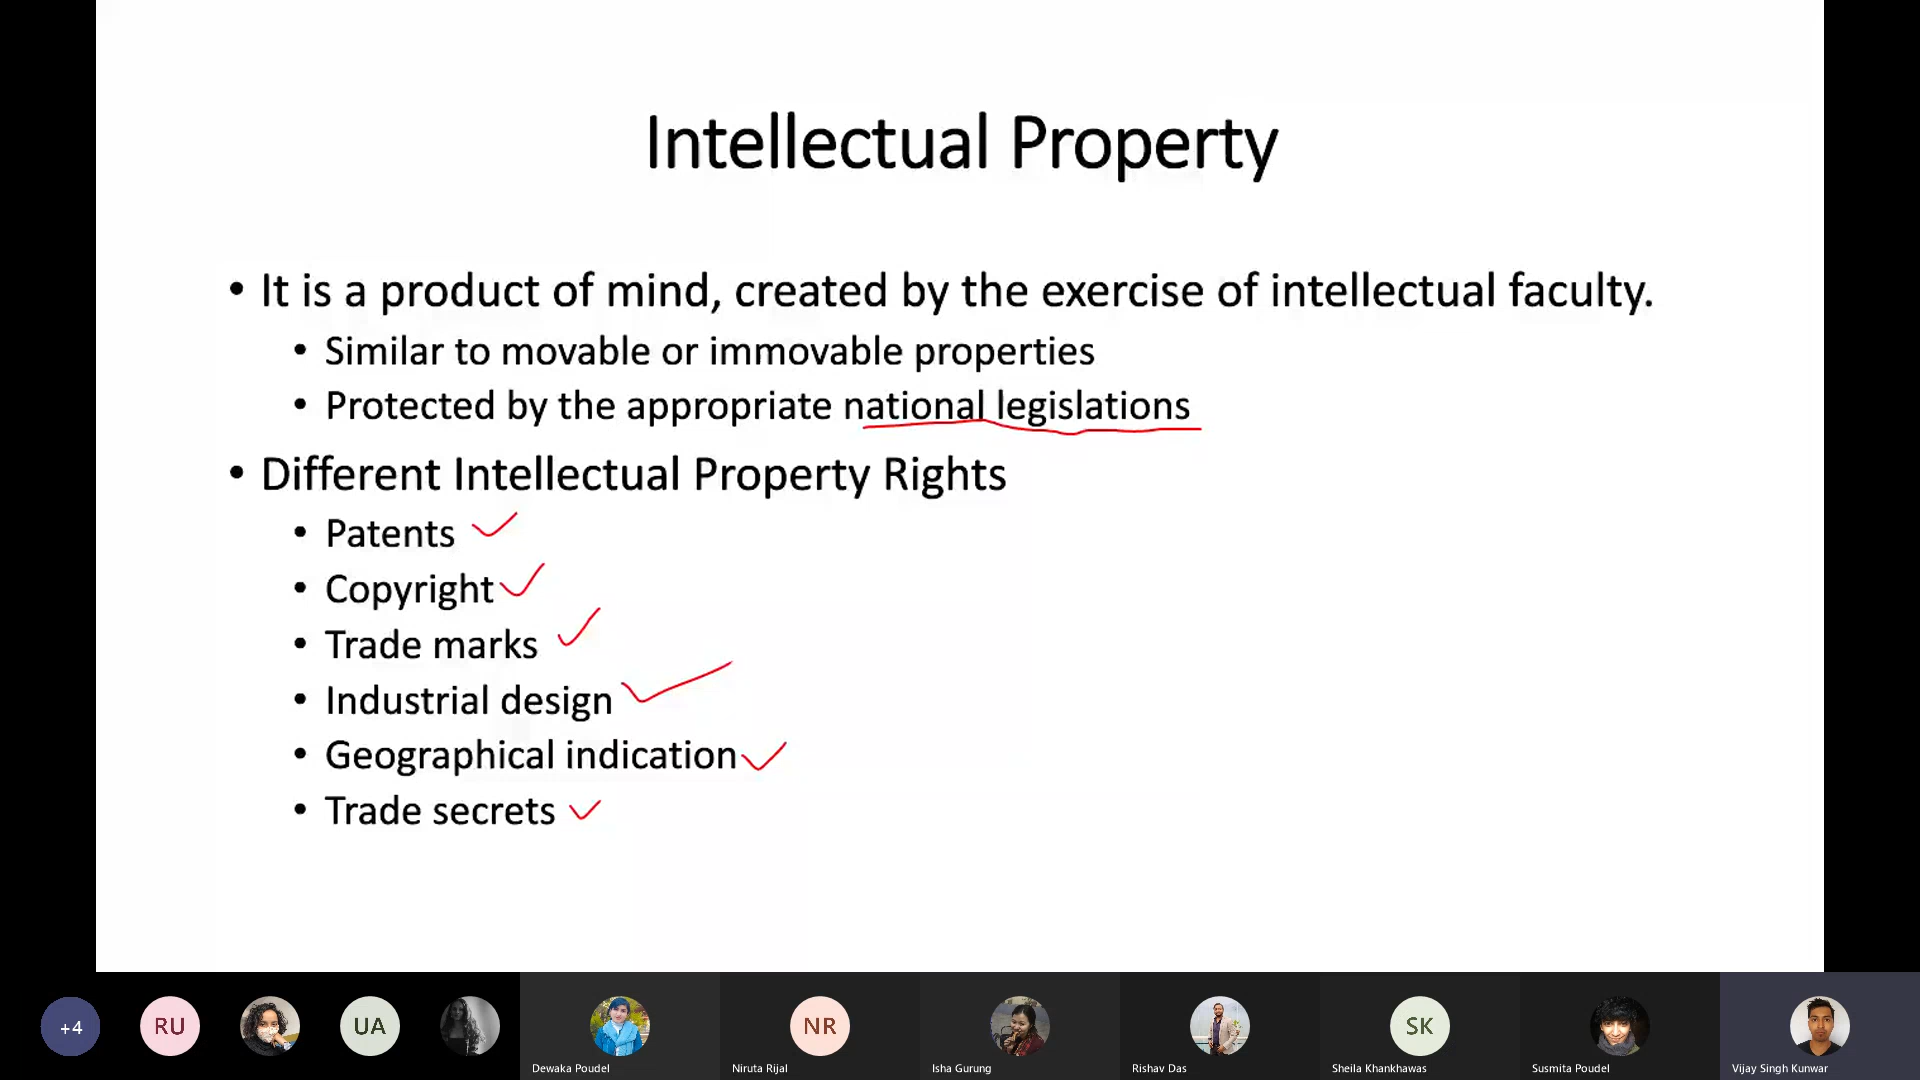 Intellectual Property
• It is a product of mind, created by the exercise of intellectual faculty.
• Similar to movable or immovable properties
• Protected by the appropriate national legislations
• Different Intellectual Property Rights
• Patents
• Copyright
• Trade marks
• Industrial design
• Geographical indication
• Trade secrets
+4
RU
UA
NR
SK
Dewaka Poudel
Niruta Rijal
Isha Gurung
Rishav Das
Sheila Khankhawas
Susmita Poudel
Vijay Singh Kunwar